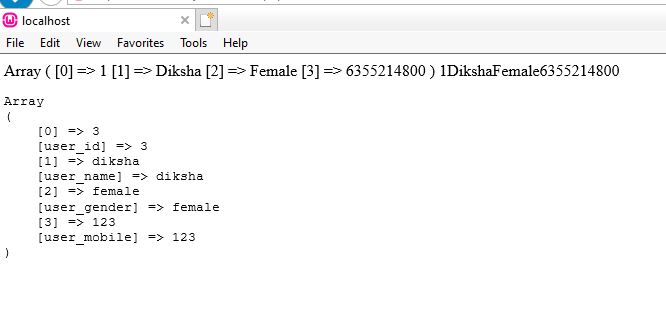 localhost
File Edit View Favorites Tools Help
Array ( [0] => 1 [1] => Diksha [2] => Female [3] => 6355214800 ) 1DikshaFemale6355214800
Array
(
    [0] => 3
    [user_id] => 3
    [1] => diksha
    [user_name] => diksha
    [2] => female
    [user_gender] => female
    [3] => 123
    [user_mobile] => 123
)